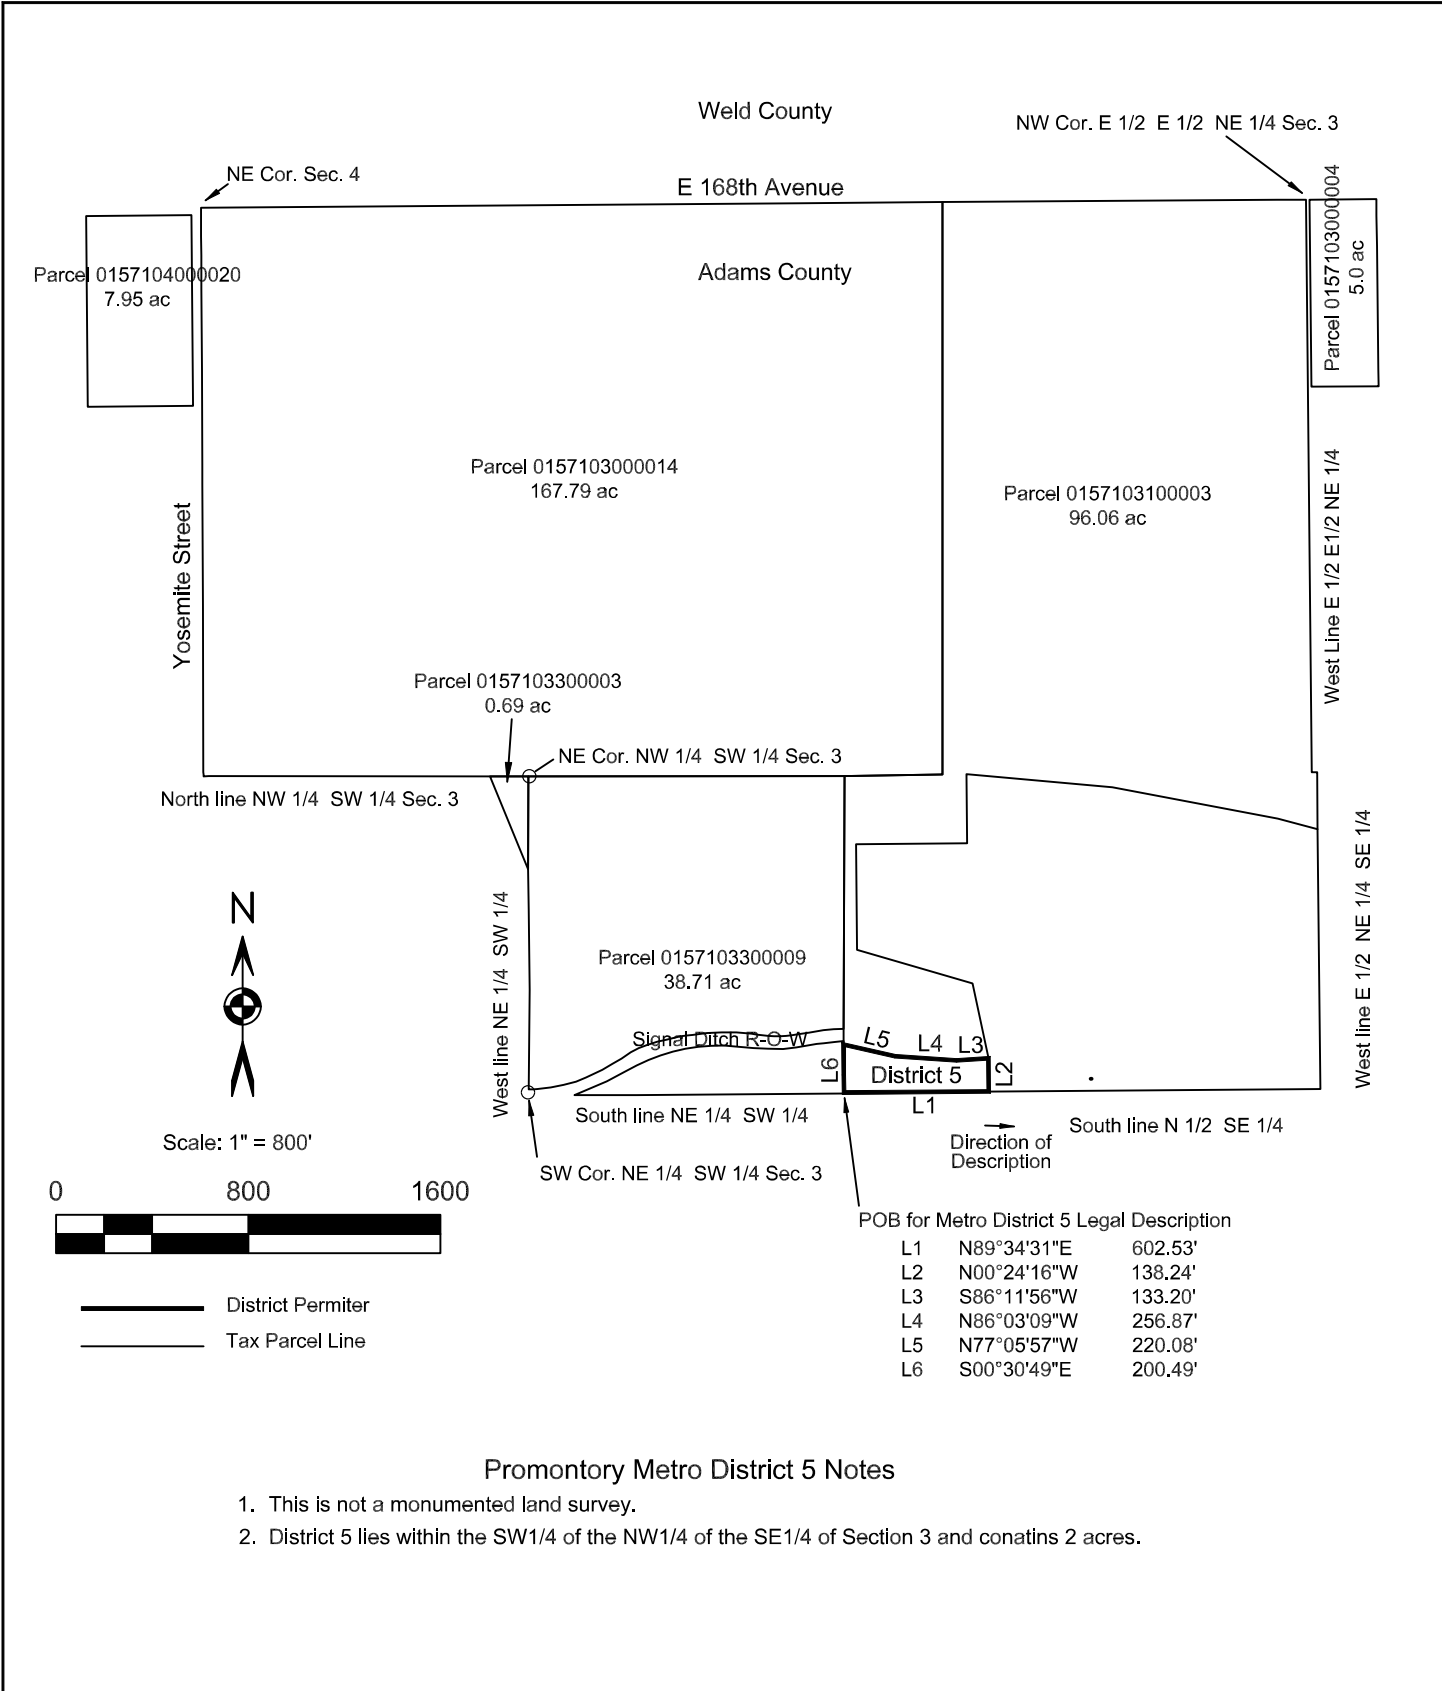 Weld County
NW Cor. E 1/2 E 1/2 NE 1/4 Sec. 3
NE Cor. Sec. 4
E 168th Avenue
Parcel 0157103000004
5.0 ac
Parcel 0157104000020
7.95 ac
Adams County
Parcel 0157103000014
167.79 ac
Parcel 0157103100003
96.06 ac
Yosemite Street
West Line E 1/2 E1/2 NE 1/4
Parcel 0157103300003
0.69 ac
NE Cor. NW 1/4 SW 1/4 Sec. 3
North line NW 1/4 SW 1/4 Sec. 3
N
West line NE 1/4 SW 1/4
Parcel 0157103300009
38.71 ac
West line E 1/2 NE 1/4 SE 1/4
Signal Ditch R-O-W
L5
L4
L3
L6
District 5
L2
L1
South line NE 1/4 SW 1/4
South line N 1/2 SE 1/4
Direction of
Description
Scale: 1" = 800'
SW Cor. NE 1/4 SW 1/4 Sec. 3
0 800 1600
POB for Metro District 5 Legal Description
L1 N89°34'31"E 602.53'
L2 N00°24'16"W 138.24'
L3 S86°11'56"W 133.20'
L4 N86°03'09"W 256.87'
L5 N77°05'57"W 220.08'
L6 S00°30'49"E 200.49'
District Permiter
Tax Parcel Line
Promontory Metro District 5 Notes
1. This is not a monumented land survey.
2. District 5 lies within the SW1/4 of the NW1/4 of the SE1/4 of Section 3 and conatins 2 acres.